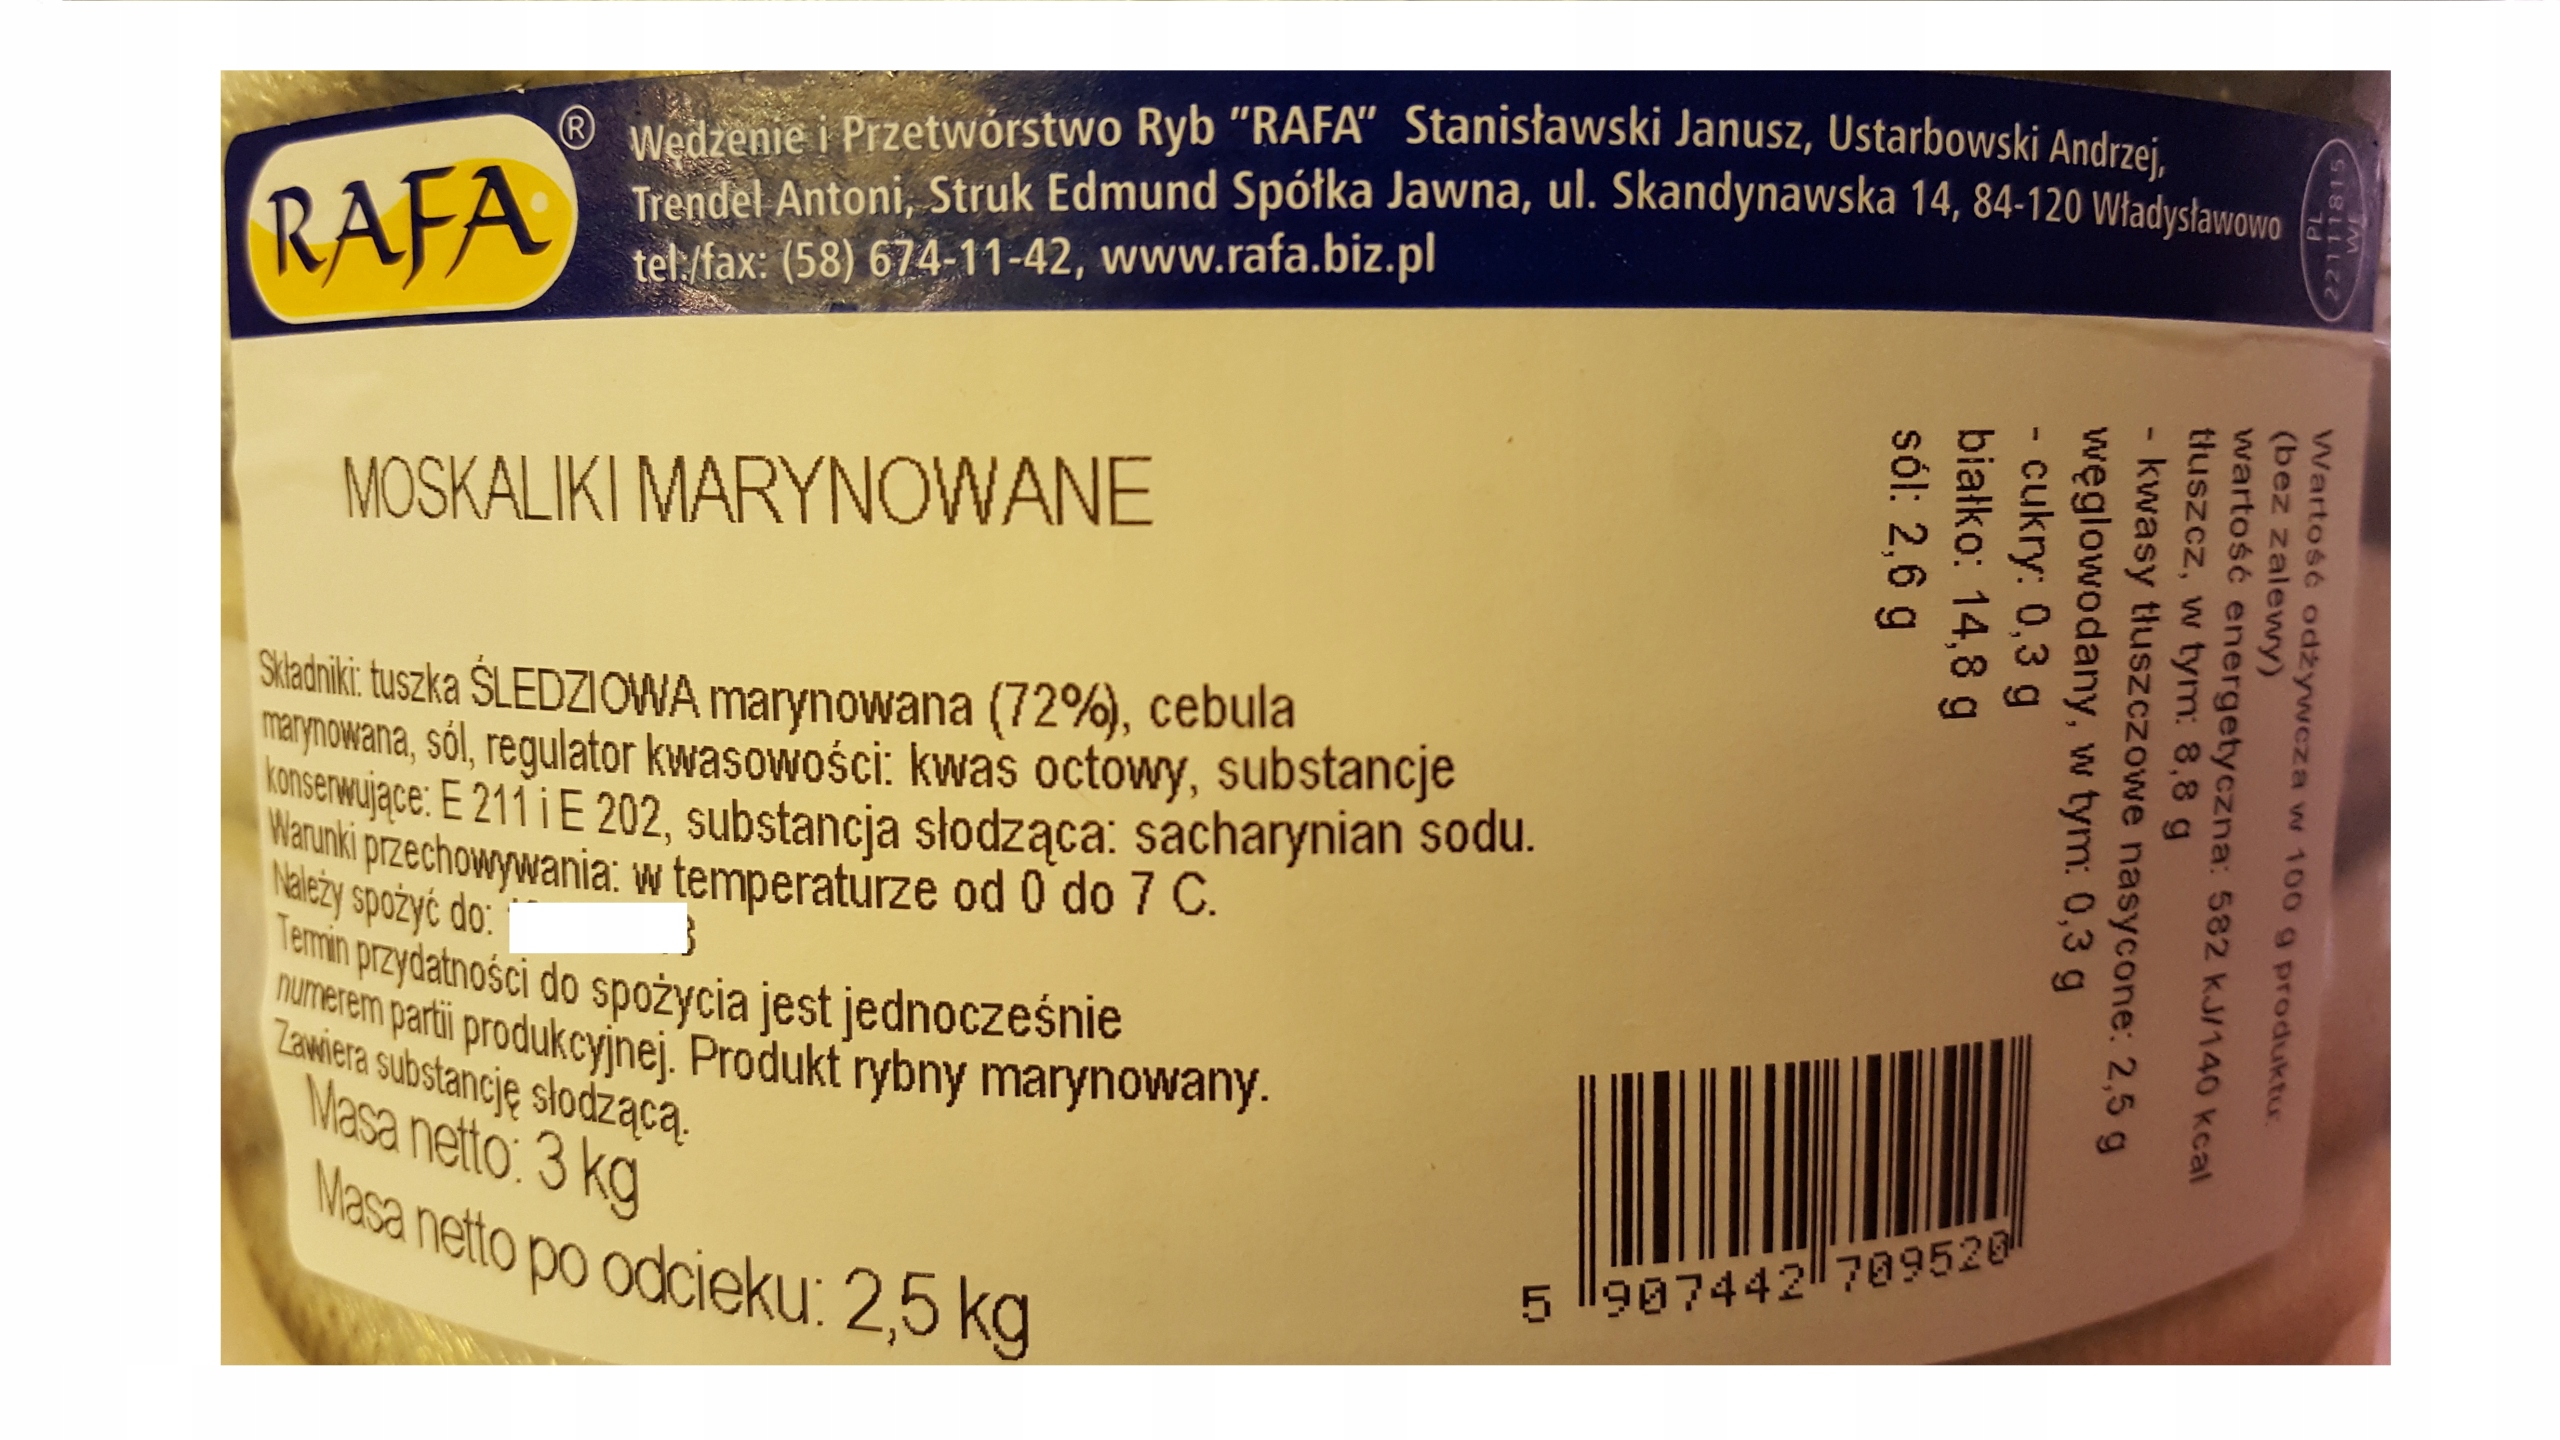 RAFA ®
Wędzenie i Przetwórstwo Ryb "RAFA" Stanisławski Janusz, Ustarbowski Andrzej,
Trendel Antoni, Struk Edmund Spółka Jawna, ul. Skandynawska 14, 84-120 Władysławowo
tel./fax: (58) 674-11-42, www.rafa.biz.pl
PL
22111815
WE
MOSKALIKI MARYNOWANE
Składniki: tuszka ŚLEDZIOWA marynowana (72%), cebula
marynowana, sól, regulator kwasowości: kwas octowy, substancje
konserwujące: E 211 i E 202, substancja słodząca: sacharynian sodu.
Warunki przechowywania: w temperaturze od 0 do 7 C.
Należy spożyć do:
Termin przydatności do spożycia jest jednocześnie
numerem partii produkcyjnej. Produkt rybny marynowany.
Zawiera substancję słodzącą.
Masa netto: 3 kg
Masa netto po odcieku: 2,5 kg
Wartość odżywcza w 100 g produktu:
(bez zalewy)
wartość energetyczna: 582 kJ/140 kcal
tłuszcz, w tym: 8,8 g
- kwasy tłuszczowe nasycone: 2,5 g
węglowodany, w tym: 0,3 g
- cukry: 0,3 g
białko: 14,8 g
sól: 2,6 g
5 907442 709520